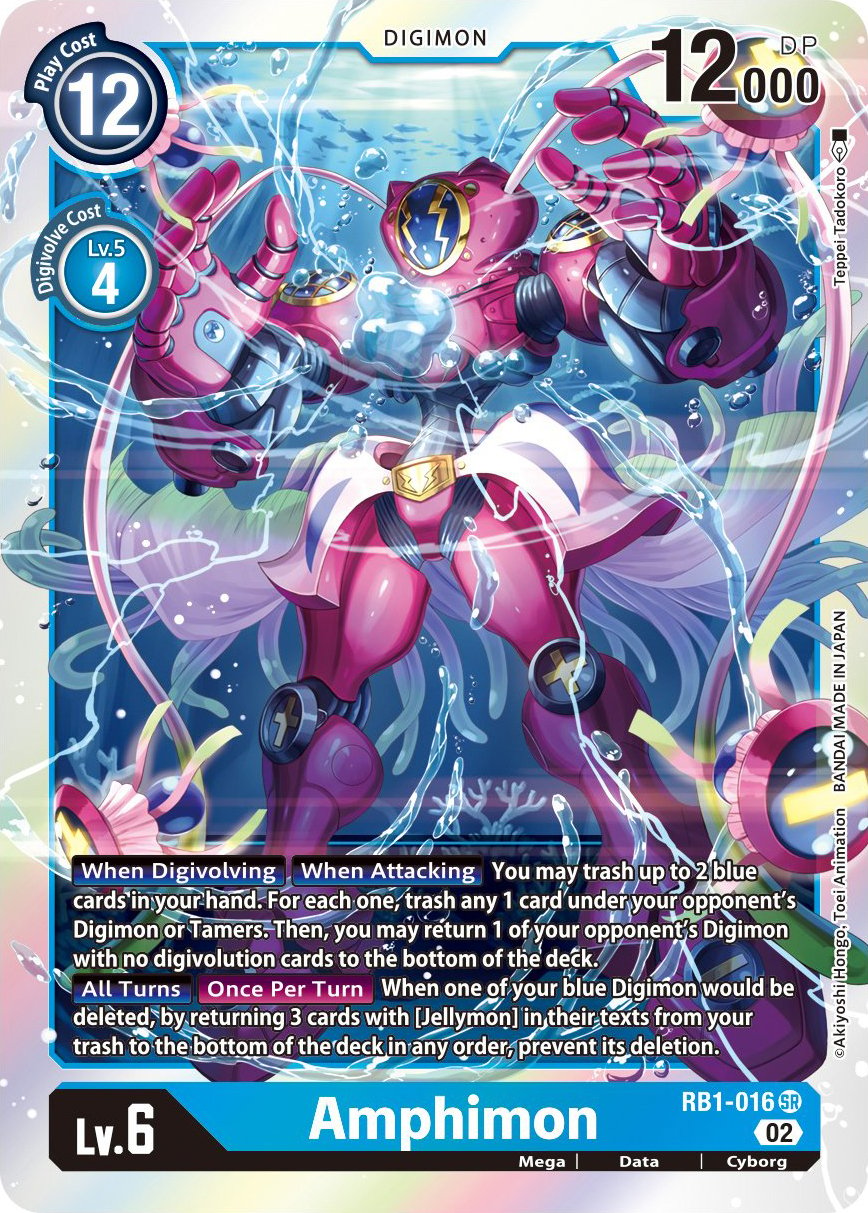 Play Cost
12
DIGIMON
12000
DP
Digivolve Cost
Lv.5
4
Teppei Tadokoro
When Digivolving When Attacking You may trash up to 2 blue
cards in your hand. For each one, trash any 1 card under your opponent's
Digimon or Tamers. Then, you may return 1 of your opponent's Digimon
with no digivolution cards to the bottom of the deck.
All Turns Once Per Turn When one of your blue Digimon would be
deleted, by returning 3 cards with [Jellymon] in their texts from your
trash to the bottom of the deck in any order, prevent its deletion.
©Akiyoshi Hongo, Toei Animation BANDAI MADE IN JAPAN
Lv.6
Amphimon
RB1-016 SR
02
Mega | Data | Cyborg